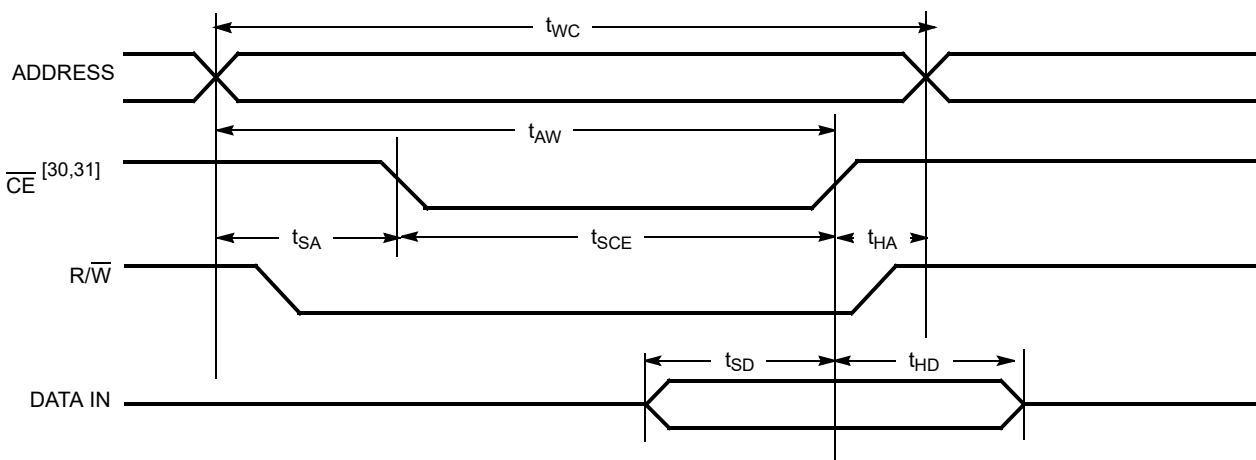 tWC
ADDRESS
tAW
CE [30,31]
tSA
tSCE
tHA
R/W
tSD
tHD
DATA IN